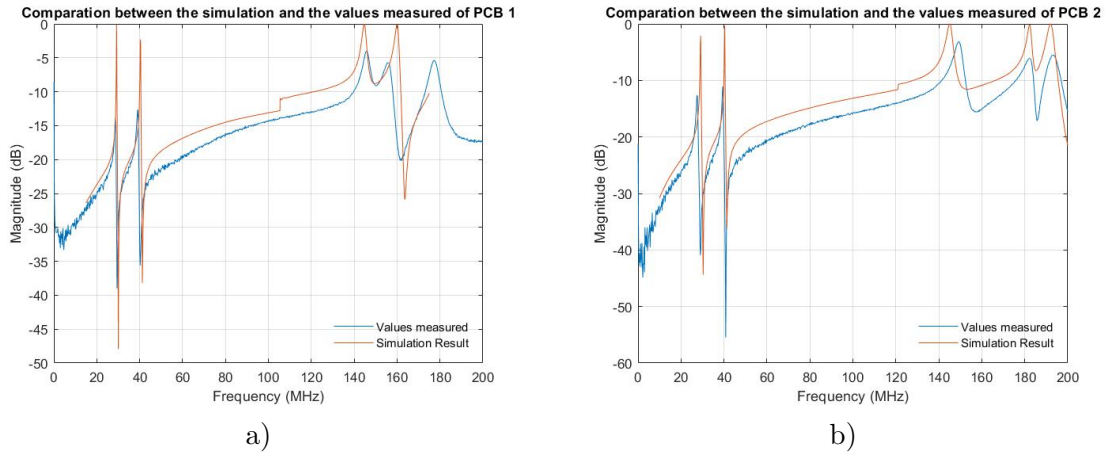 Comparation between the simulation and the values measured of PCB 1
Magnitude (dB)
0
-5
-10
-15
-20
-25
-30
-35
-40
-45
-50
0 20 40 60 80 100 120 140 160 180 200
Frequency (MHz)
Values measured
Simulation Result
a)
Comparation between the simulation and the values measured of PCB 2
Magnitude (dB)
0
-10
-20
-30
-40
-50
-60
0 20 40 60 80 100 120 140 160 180 200
Frequency (MHz)
Values measured
Simulation Result
b)